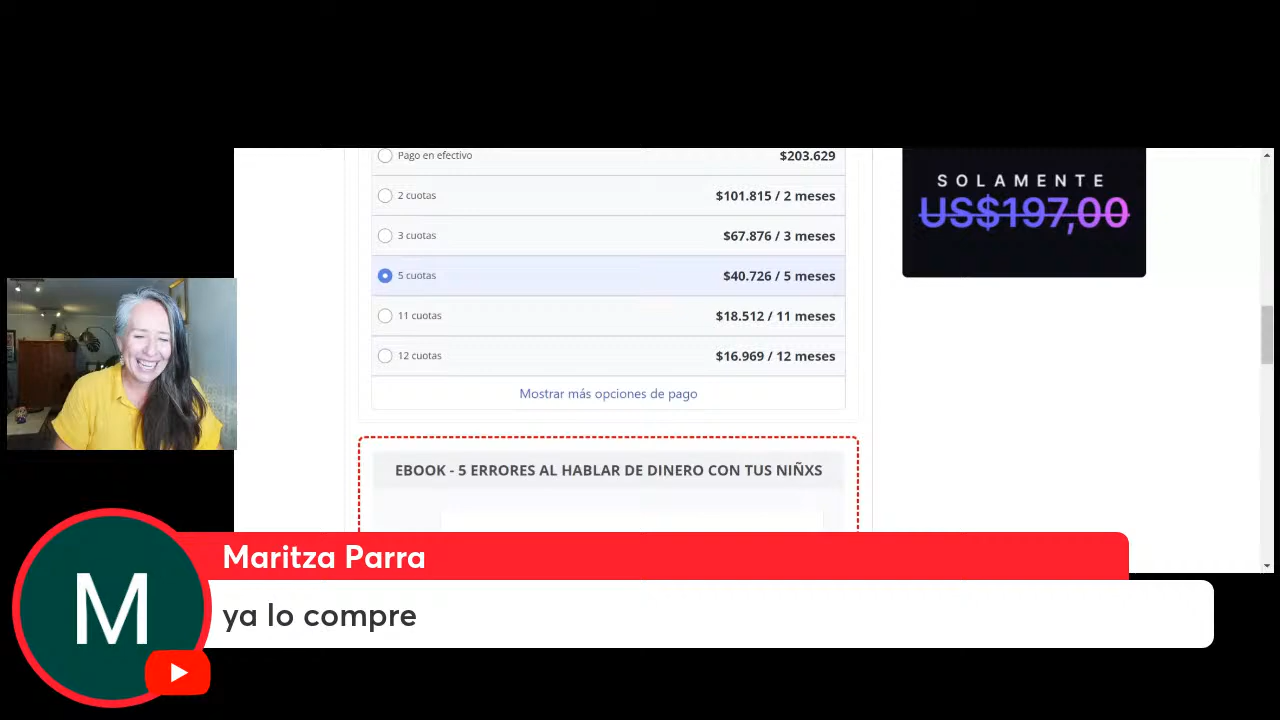 Pago en efectivo $203.629
2 cuotas $101.815 / 2 meses
3 cuotas $67.876 / 3 meses
5 cuotas $40.726 / 5 meses
11 cuotas $18.512 / 11 meses
12 cuotas $16.969 / 12 meses
Mostrar más opciones de pago
SOLAMENTE
US$197,00
EBOOK - 5 ERRORES AL HABLAR DE DINERO CON TUS NIÑXS
M
Maritza Parra
ya lo compre